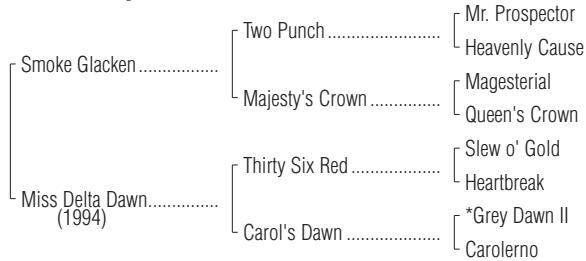 Mr. Prospector
Two Punch .......................
Heavenly Cause
Smoke Glacken ................
Magesterial
Majesty's Crown ..............
Queen's Crown
Slew o' Gold
Thirty Six Red ..................
Heartbreak
Miss Delta Dawn...............
(1994)
*Grey Dawn II
Carol's Dawn ...................
Carolerno